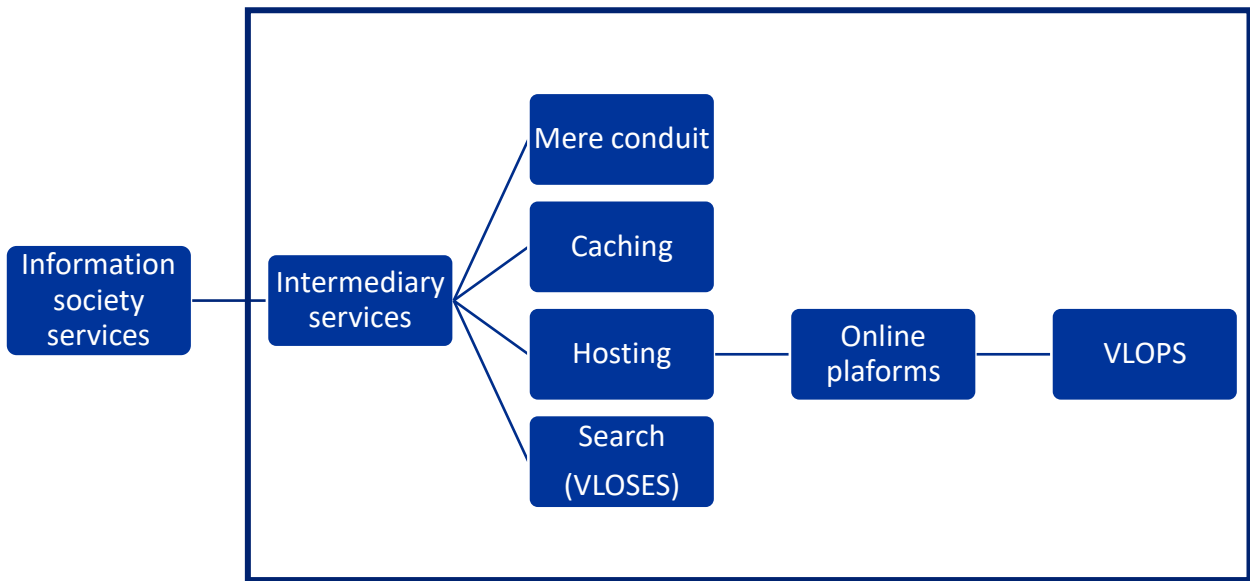 Information
society
services
Intermediary
services
Mere conduit
Caching
Hosting
Search
(VLOSES)
Online
plaforms
VLOPS